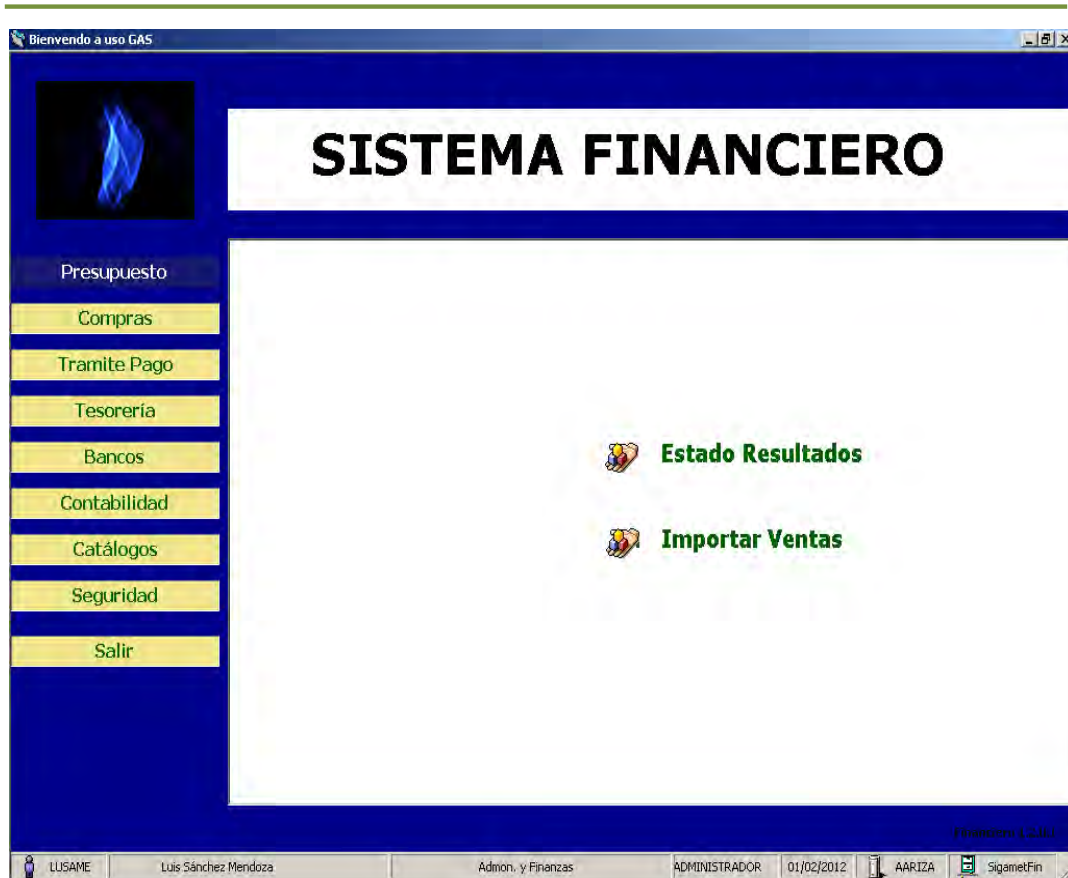 Bienvendo a uso GAS
SISTEMA FINANCIERO
Presupuesto
Compras
Tramite Pago
Tesorería
Bancos
Contabilidad
Catálogos
Seguridad
Salir
Estado Resultados
Importar Ventas
LUSAME Luis Sánchez Mendoza Admon. y Finanzas ADMINISTRADOR 01/02/2012 AARIZA SigametFin